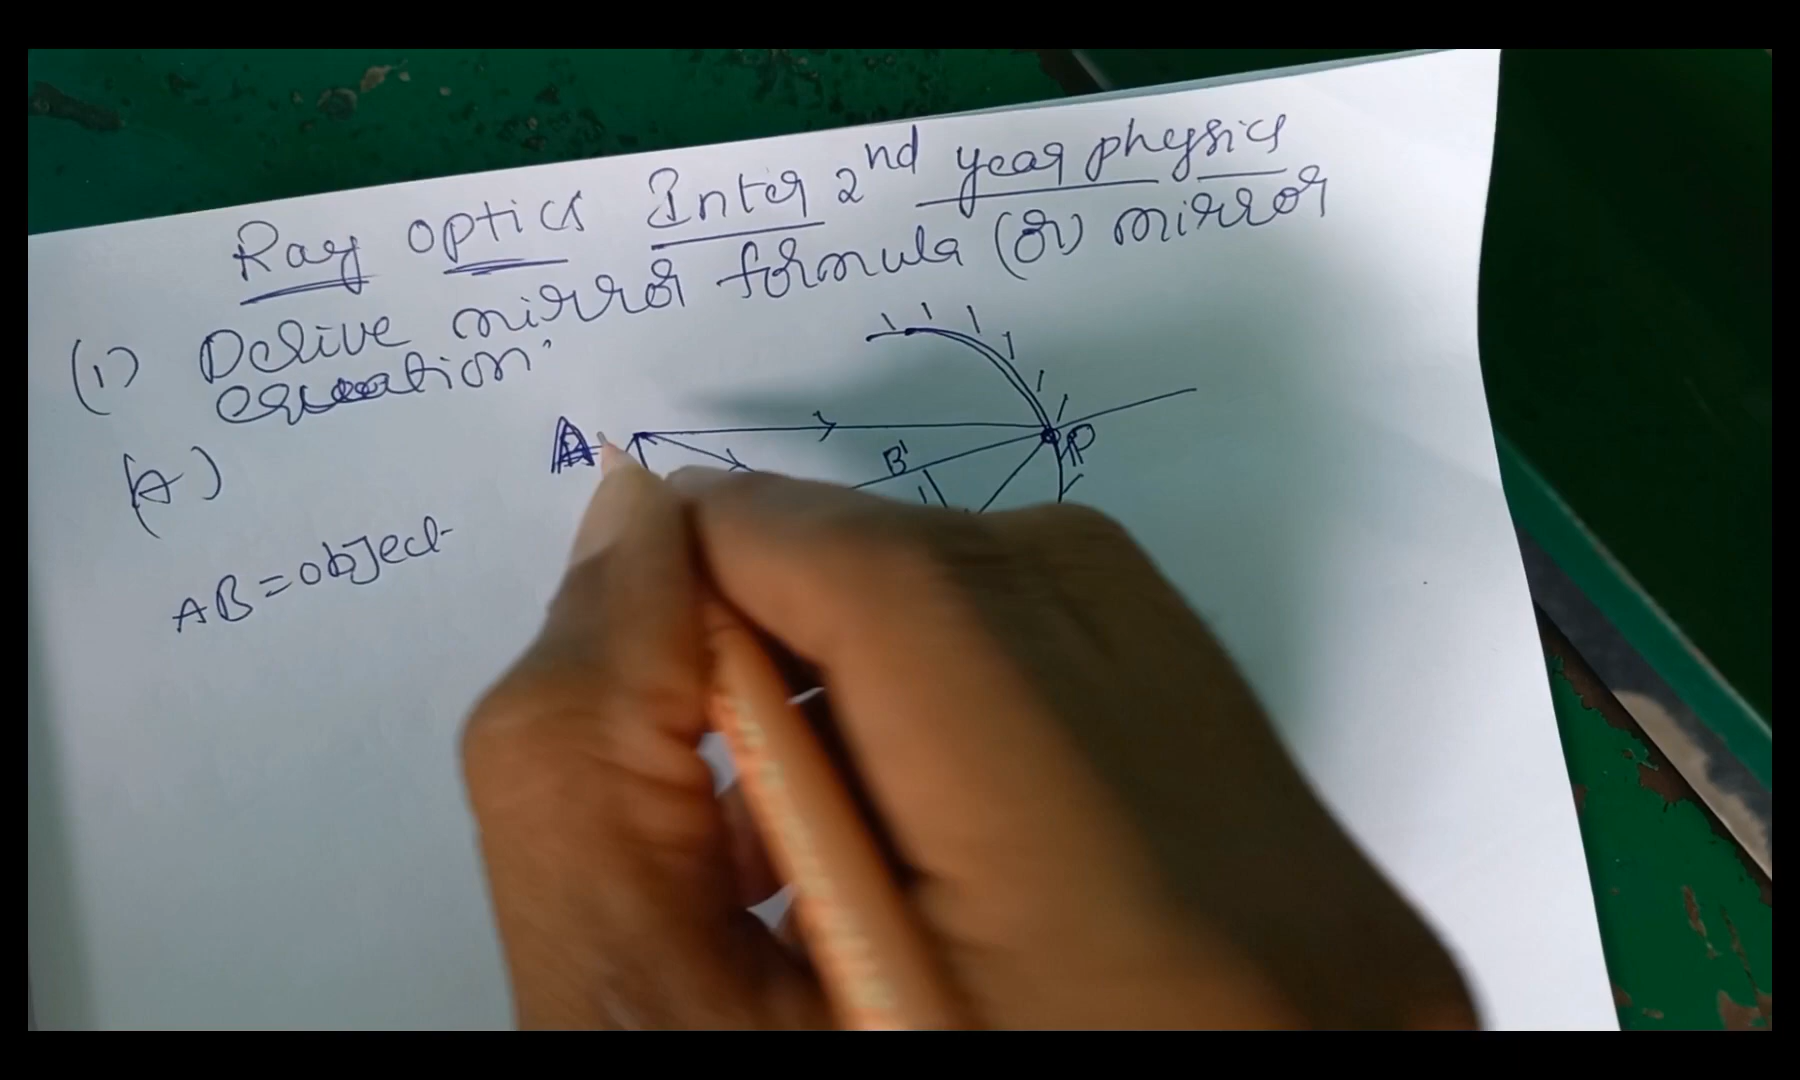 Ray optics Inter 2nd year physics
(1) Derive mirror formula (or) mirror
equation.
(A)
A
B'
P
AB = object